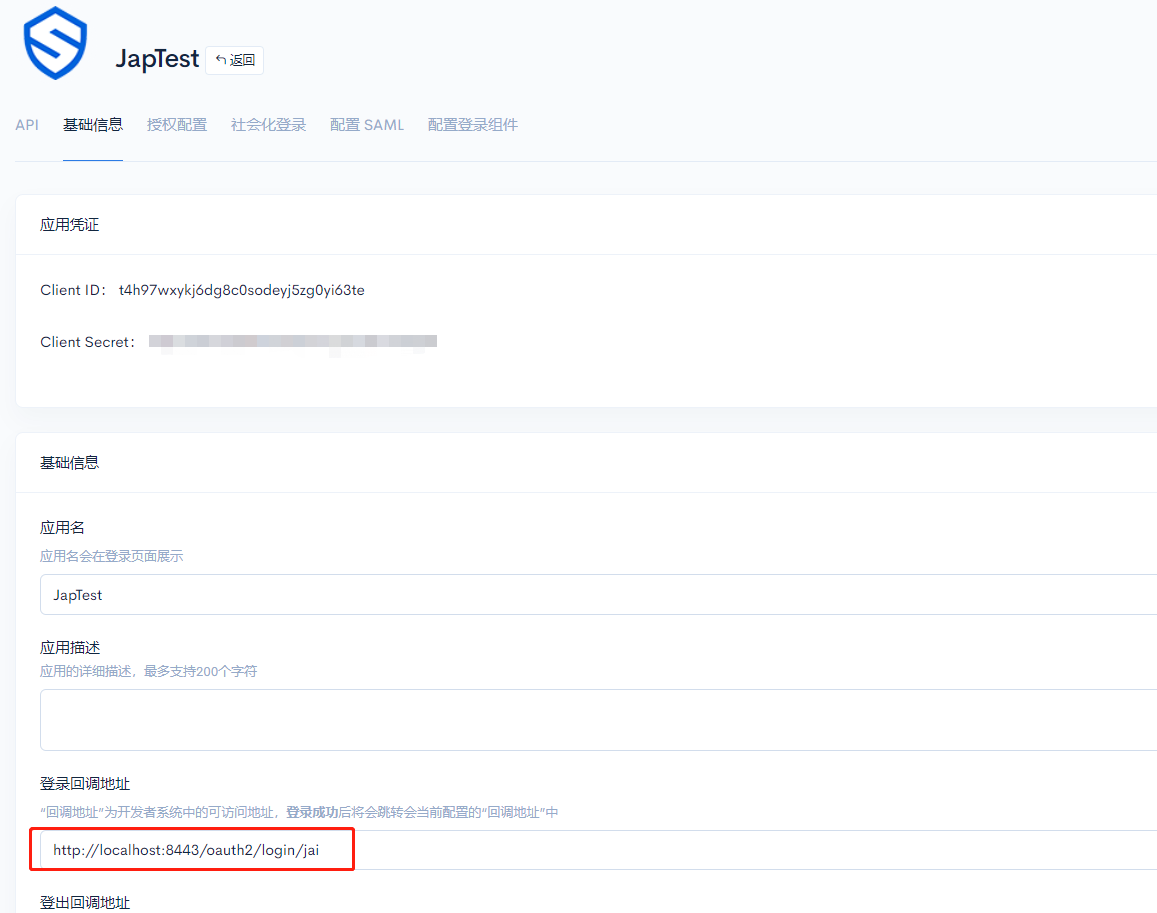 JapTest 返回
API 基础信息 授权配置 社会化登录 配置 SAML 配置登录组件
应用凭证
Client ID： t4h97wxykj6dg8c0sodeyj5zg0yi63te
Client Secret：
基础信息
应用名
应用名会在登录页面展示
JapTest
应用描述
应用的详细描述，最多支持200个字符
登录回调地址
“回调地址”为开发者系统中的可访问地址，登录成功后将会跳转会当前配置的“回调地址”中
http://localhost:8443/oauth2/login/jai
登出回调地址